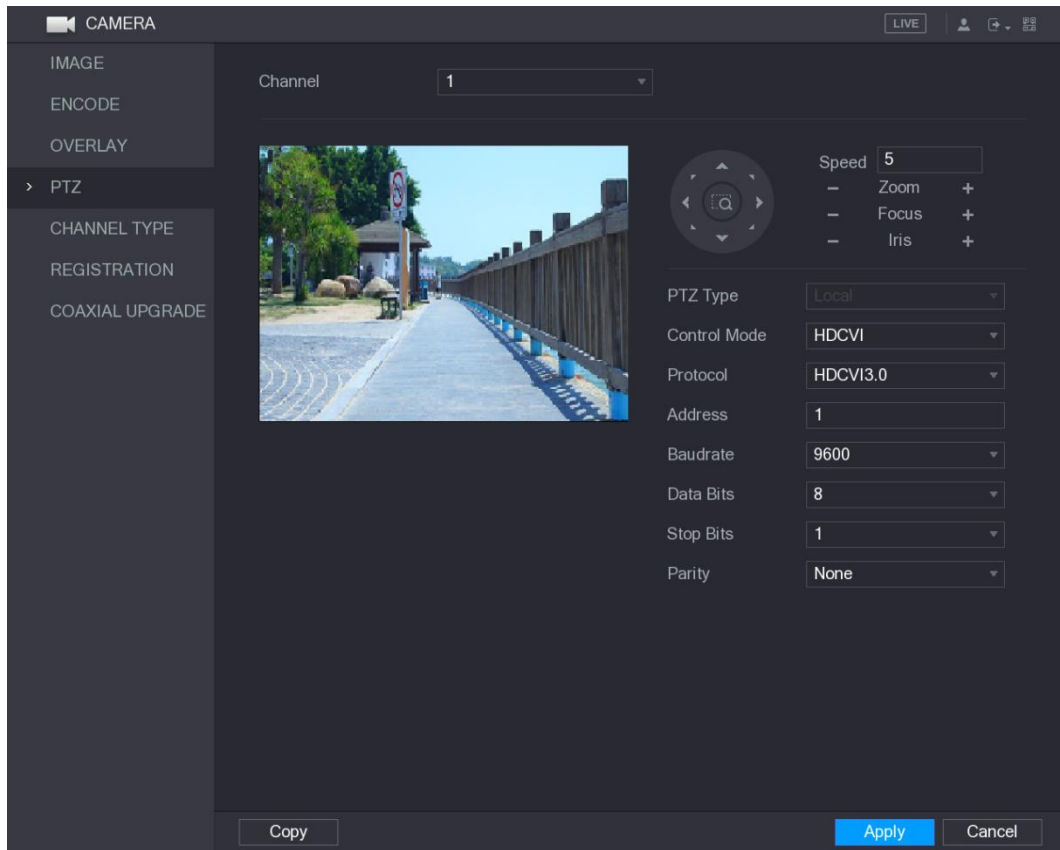 CAMERA
LIVE
IMAGE
ENCODE
OVERLAY
PTZ
CHANNEL TYPE
REGISTRATION
COAXIAL UPGRADE
Channel 1
Speed 5
Zoom
Focus
Iris
PTZ Type Local
Control Mode HDCVI
Protocol HDCVI3.0
Address 1
Baudrate 9600
Data Bits 8
Stop Bits 1
Parity None
Copy
Apply
Cancel